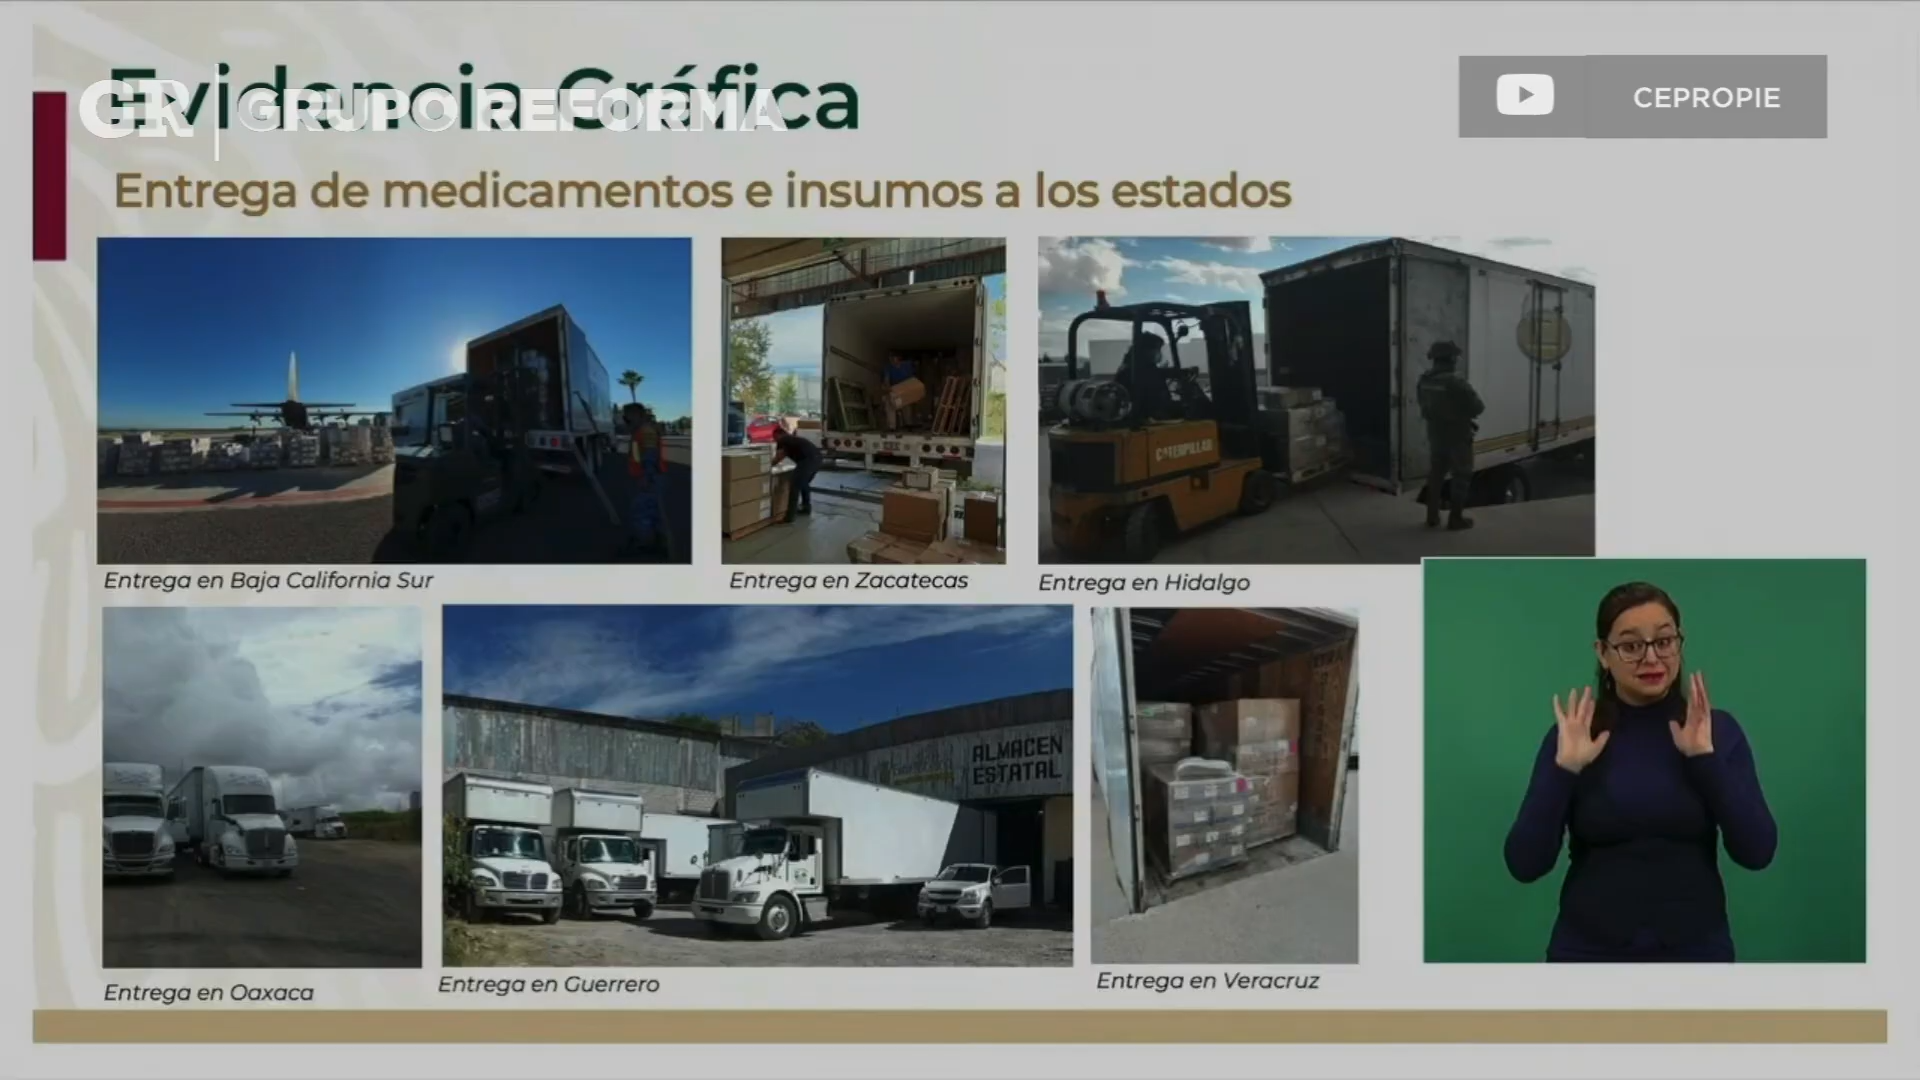 Evidencia Gráfica
GR GRUPO REFORMA
CEPROPIE
Entrega de medicamentos e insumos a los estados
CATERPILLAR
Entrega en Baja California Sur
Entrega en Zacatecas
Entrega en Hidalgo
ALMACEN
ESTATAL
Entrega en Oaxaca
Entrega en Guerrero
Entrega en Veracruz